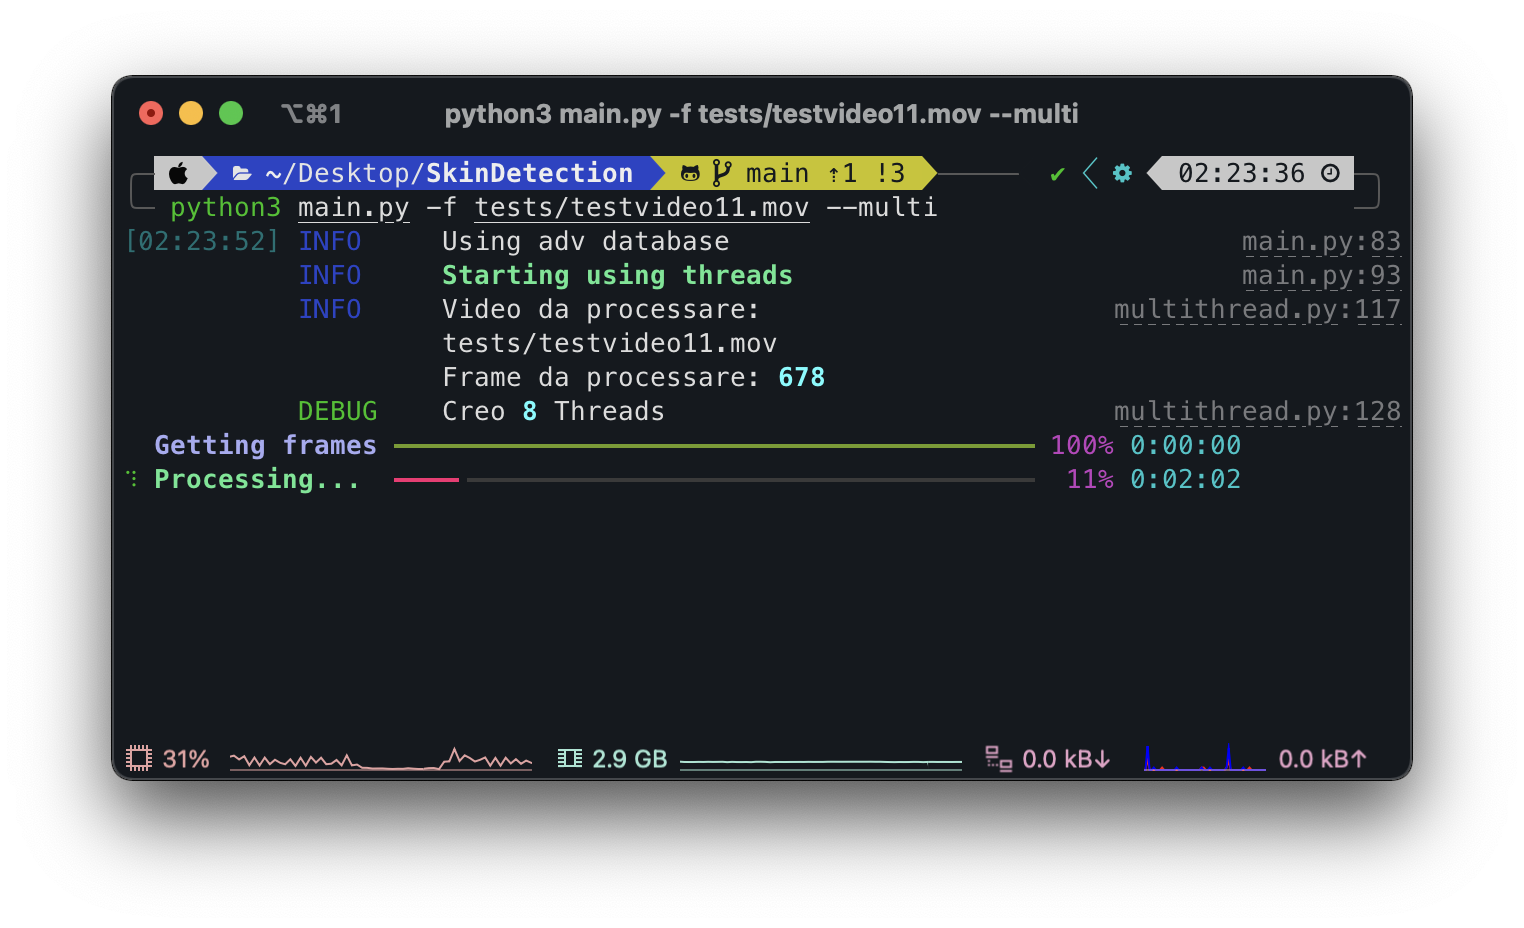 ⌥⌘1 python3 main.py -f tests/testvideo11.mov --multi
~/Desktop/SkinDetection main ⇡1 !3 ✔ 02:23:36
python3 main.py -f tests/testvideo11.mov --multi
[02:23:52] INFO Using adv database main.py:83
INFO Starting using threads main.py:93
INFO Video da processare: multithread.py:117
tests/testvideo11.mov
Frame da processare: 678
DEBUG Creo 8 Threads multithread.py:128
Getting frames 100% 0:00:00
Processing... 11% 0:02:02
31% 2.9 GB 0.0 kB↓ 0.0 kB↑